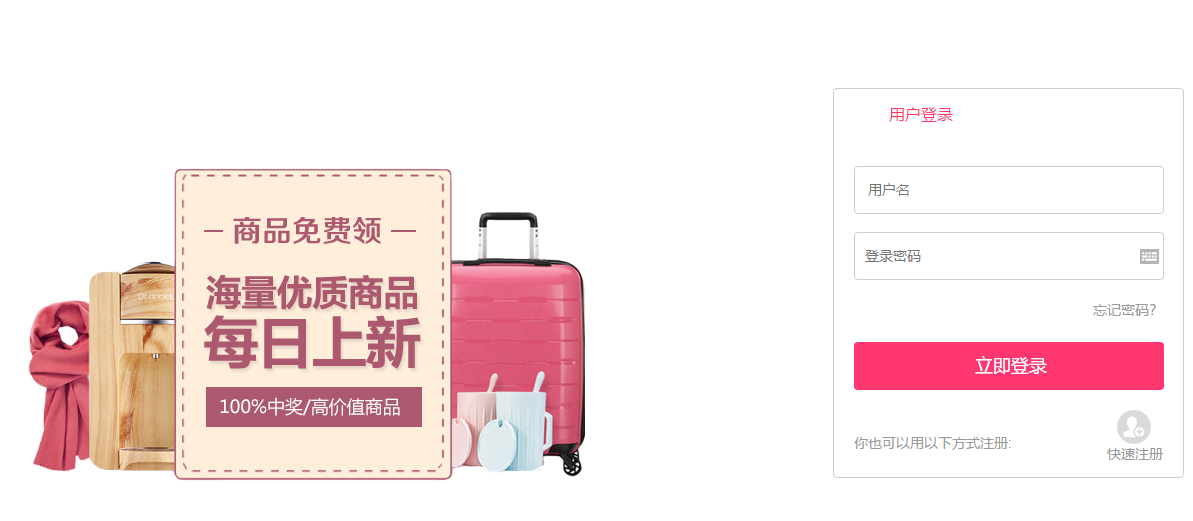 商品免费领
海量优质商品
每日上新
100%中奖/高价值商品
Dr.drinks
用户登录
用户名
登录密码
忘记密码?
立即登录
你也可以用以下方式注册:
快速注册